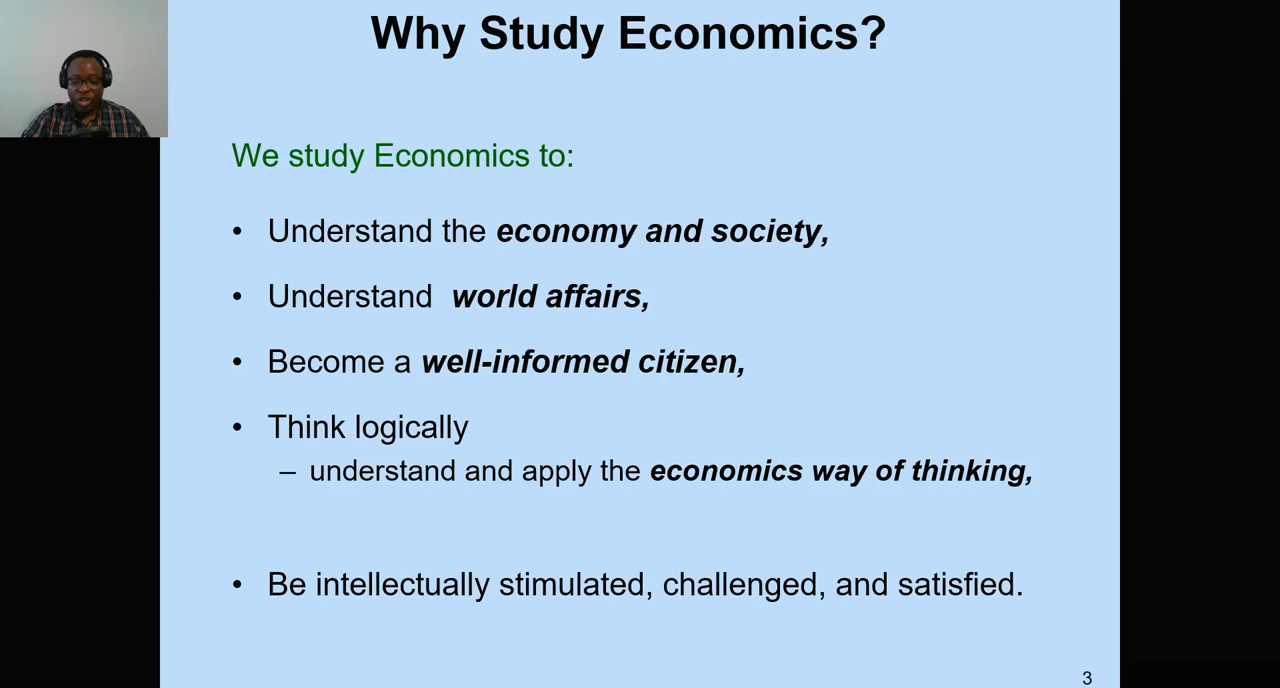 Why Study Economics?
We study Economics to:
• Understand the economy and society,
• Understand  world affairs,
• Become a well-informed citizen,
• Think logically
– understand and apply the economics way of thinking,
• Be intellectually stimulated, challenged, and satisfied.
3